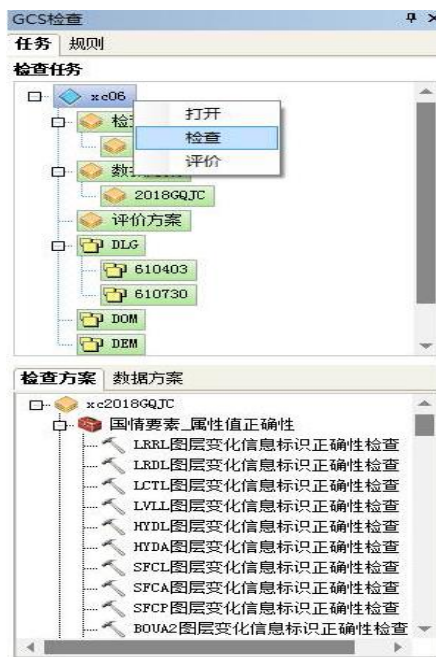 GCS检查
任务 规则
检查任务
xc06
打开
检
检查
评价
数
2018GQJC
评价方案
DLG
610403
610730
DOM
DEM
检查方案 数据方案
xc2018GQJC
国情要素_属性值正确性
LRRL图层变化信息标识正确性检查
LRDL图层变化信息标识正确性检查
LCTL图层变化信息标识正确性检查
LVLL图层变化信息标识正确性检查
HYDL图层变化信息标识正确性检查
HYDA图层变化信息标识正确性检查
SFCL图层变化信息标识正确性检查
SFCA图层变化信息标识正确性检查
SFCP图层变化信息标识正确性检查
BOUA2图层变化信息标识正确性检查